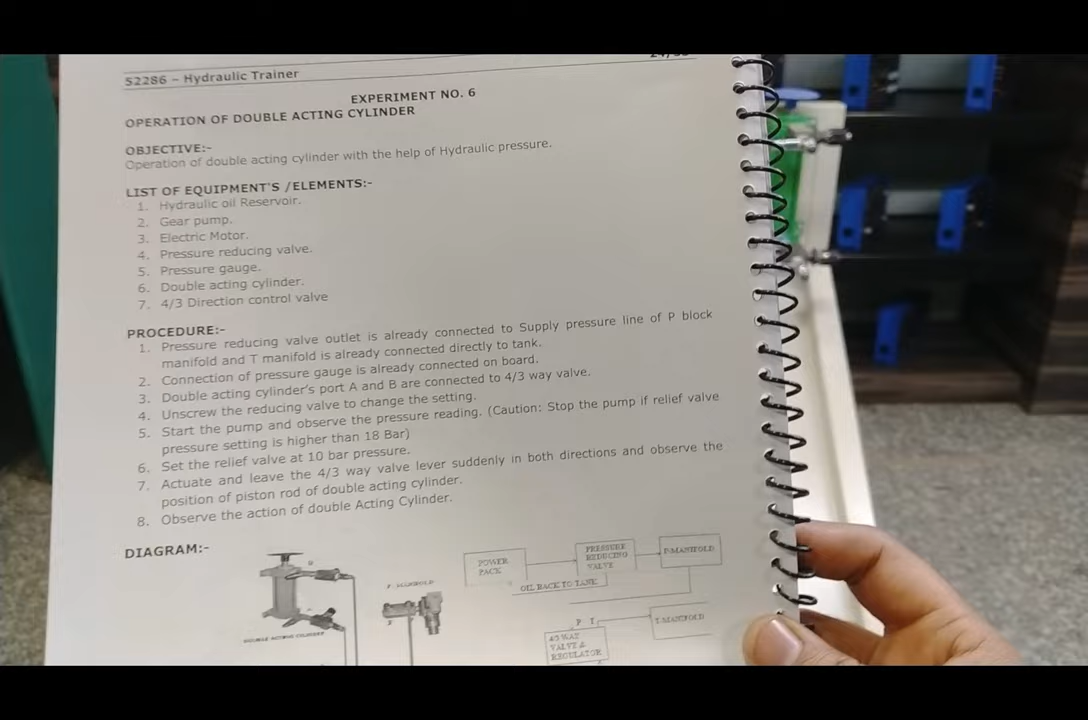 S2286 – Hydraulic Trainer
EXPERIMENT NO. 6
OPERATION OF DOUBLE ACTING CYLINDER
OBJECTIVE:-
Operation of double acting cylinder with the help of Hydraulic pressure.
LIST OF EQUIPMENT'S /ELEMENTS:-
1. Hydraulic oil Reservoir.
2. Gear pump.
3. Electric Motor.
4. Pressure reducing valve.
5. Pressure gauge.
6. Double acting cylinder.
7. 4/3 Direction control valve
PROCEDURE:-
1. Pressure reducing valve outlet is already connected to Supply pressure line of P block
manifold and T manifold is already connected directly to tank.
2. Connection of pressure gauge is already connected on board.
3. Double acting cylinder's port A and B are connected to 4/3 way valve.
4. Unscrew the reducing valve to change the setting.
5. Start the pump and observe the pressure reading. (Caution: Stop the pump if relief valve
pressure setting is higher than 18 Bar)
6. Set the relief valve at 10 bar pressure.
7. Actuate and leave the 4/3 way valve lever suddenly in both directions and observe the
position of piston rod of double acting cylinder.
8. Observe the action of double Acting Cylinder.
DIAGRAM:-
POWER
PACK
PRESSURE
REDUCING
VALVE
P-MANIFOLD
OIL BACK TO TANK
P T
T-MANIFOLD
WAY
VALVE &
REGULATOR
DOUBLE ACTING CYLINDER